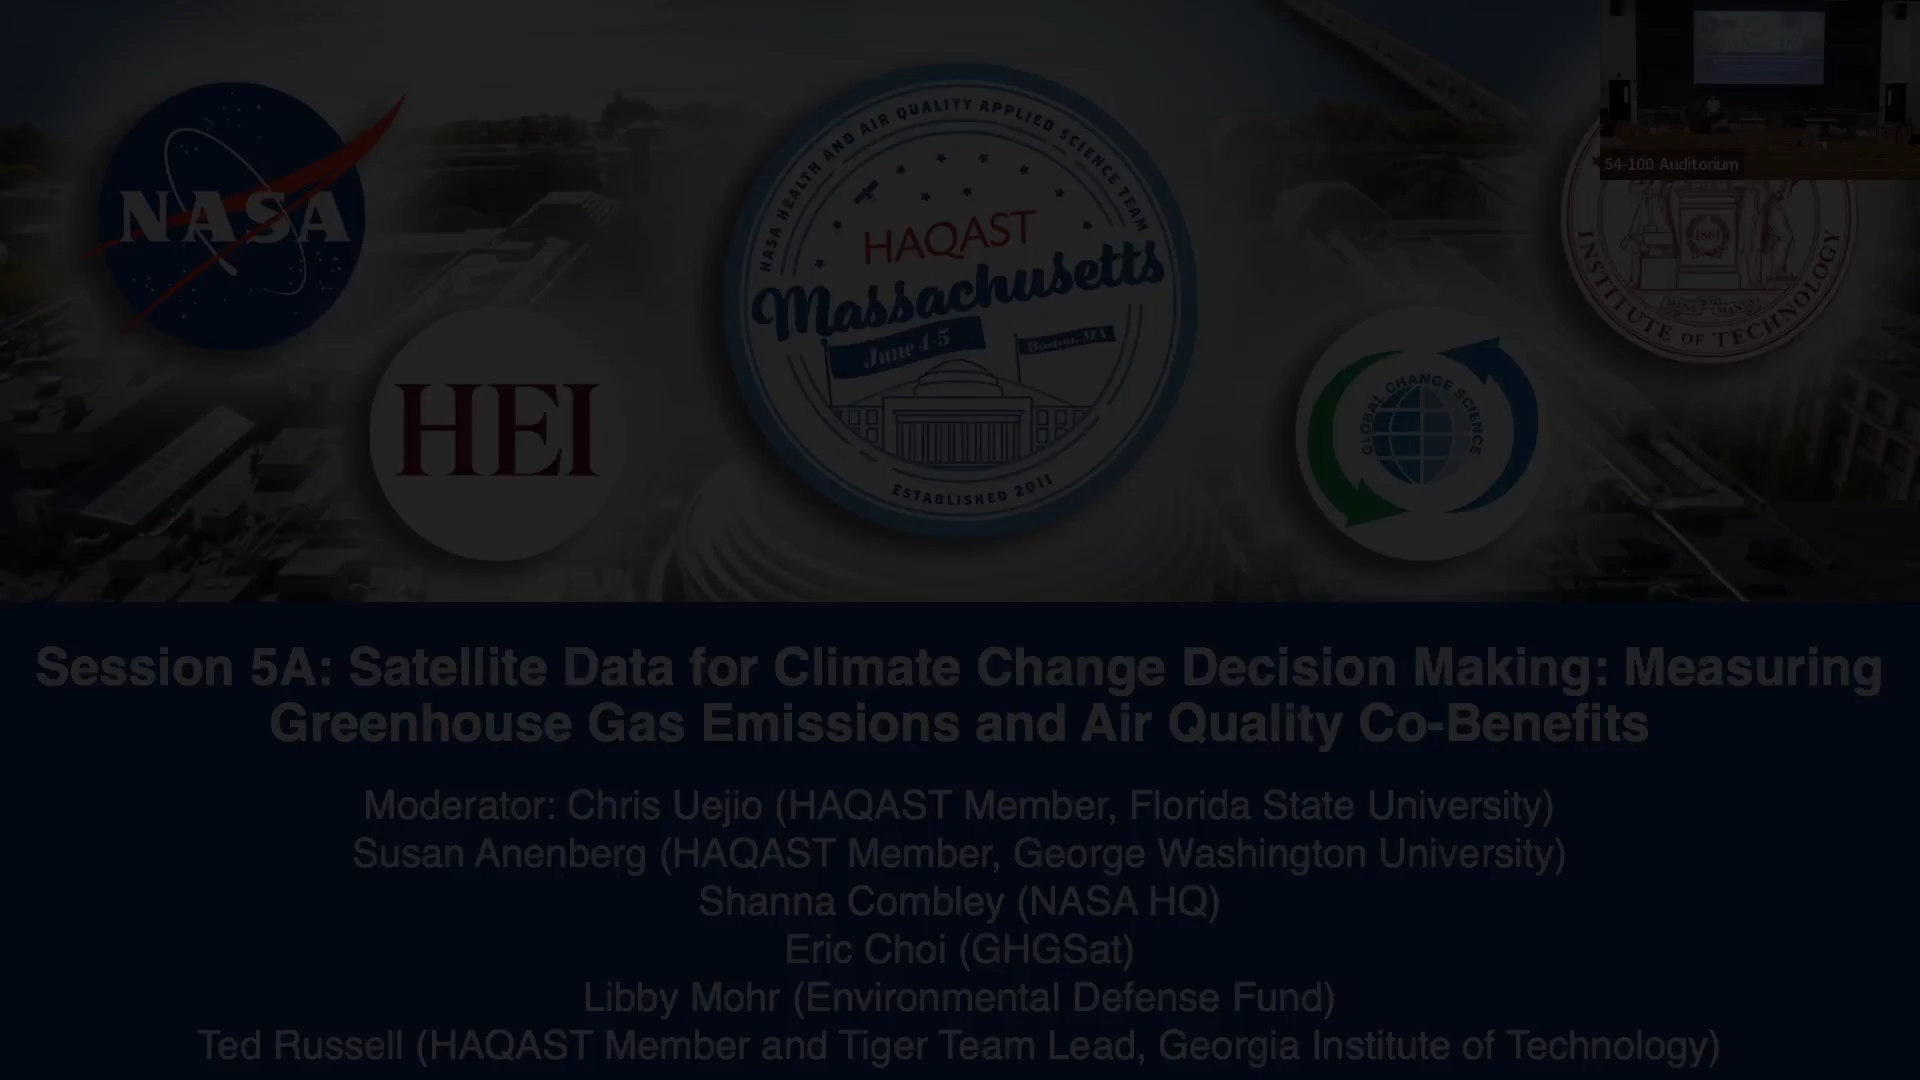 NASA
HEI
NASA HEALTH AND AIR QUALITY APPLIED SCIENCE TEAM
HAQAST
Massachusetts
June 4-5
Boston, MA
ESTABLISHED 2011
GLOBAL CHANGE SCIENCE
54-100 Auditorium
1861
INSTITUTE OF TECHNOLOGY
Session 5A: Satellite Data for Climate Change Decision Making: Measuring
Greenhouse Gas Emissions and Air Quality Co-Benefits
Moderator: Chris Uejio (HAQAST Member, Florida State University)
Susan Anenberg (HAQAST Member, George Washington University)
Shanna Combley (NASA HQ)
Eric Choi (GHGSat)
Libby Mohr (Environmental Defense Fund)
Ted Russell (HAQAST Member and Tiger Team Lead, Georgia Institute of Technology)